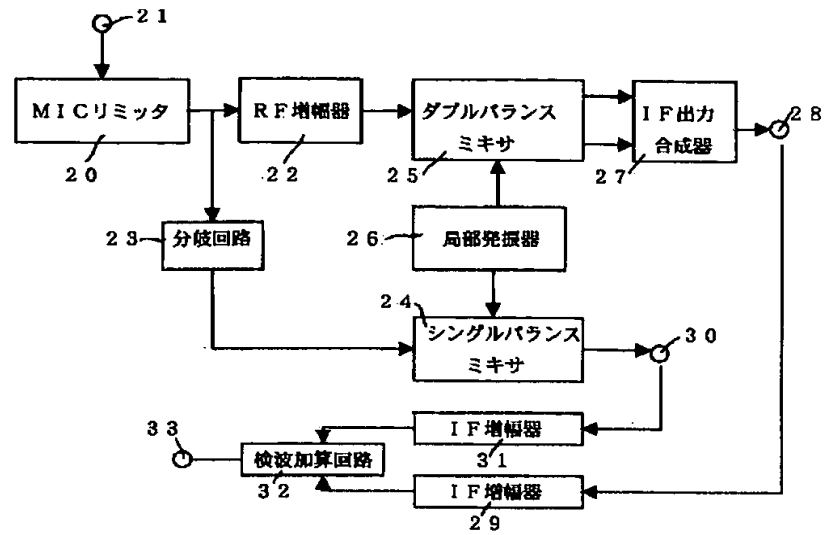 21
MICリミッタ
20
RF増幅器
22
ダブルバランス
ミキサ
25
IF出力
合成器
27
28
23
分岐回路
26
局部発振器
24
シングルバランス
ミキサ
30
IF増幅器
31
33
検波加算回路
32
IF増幅器
29